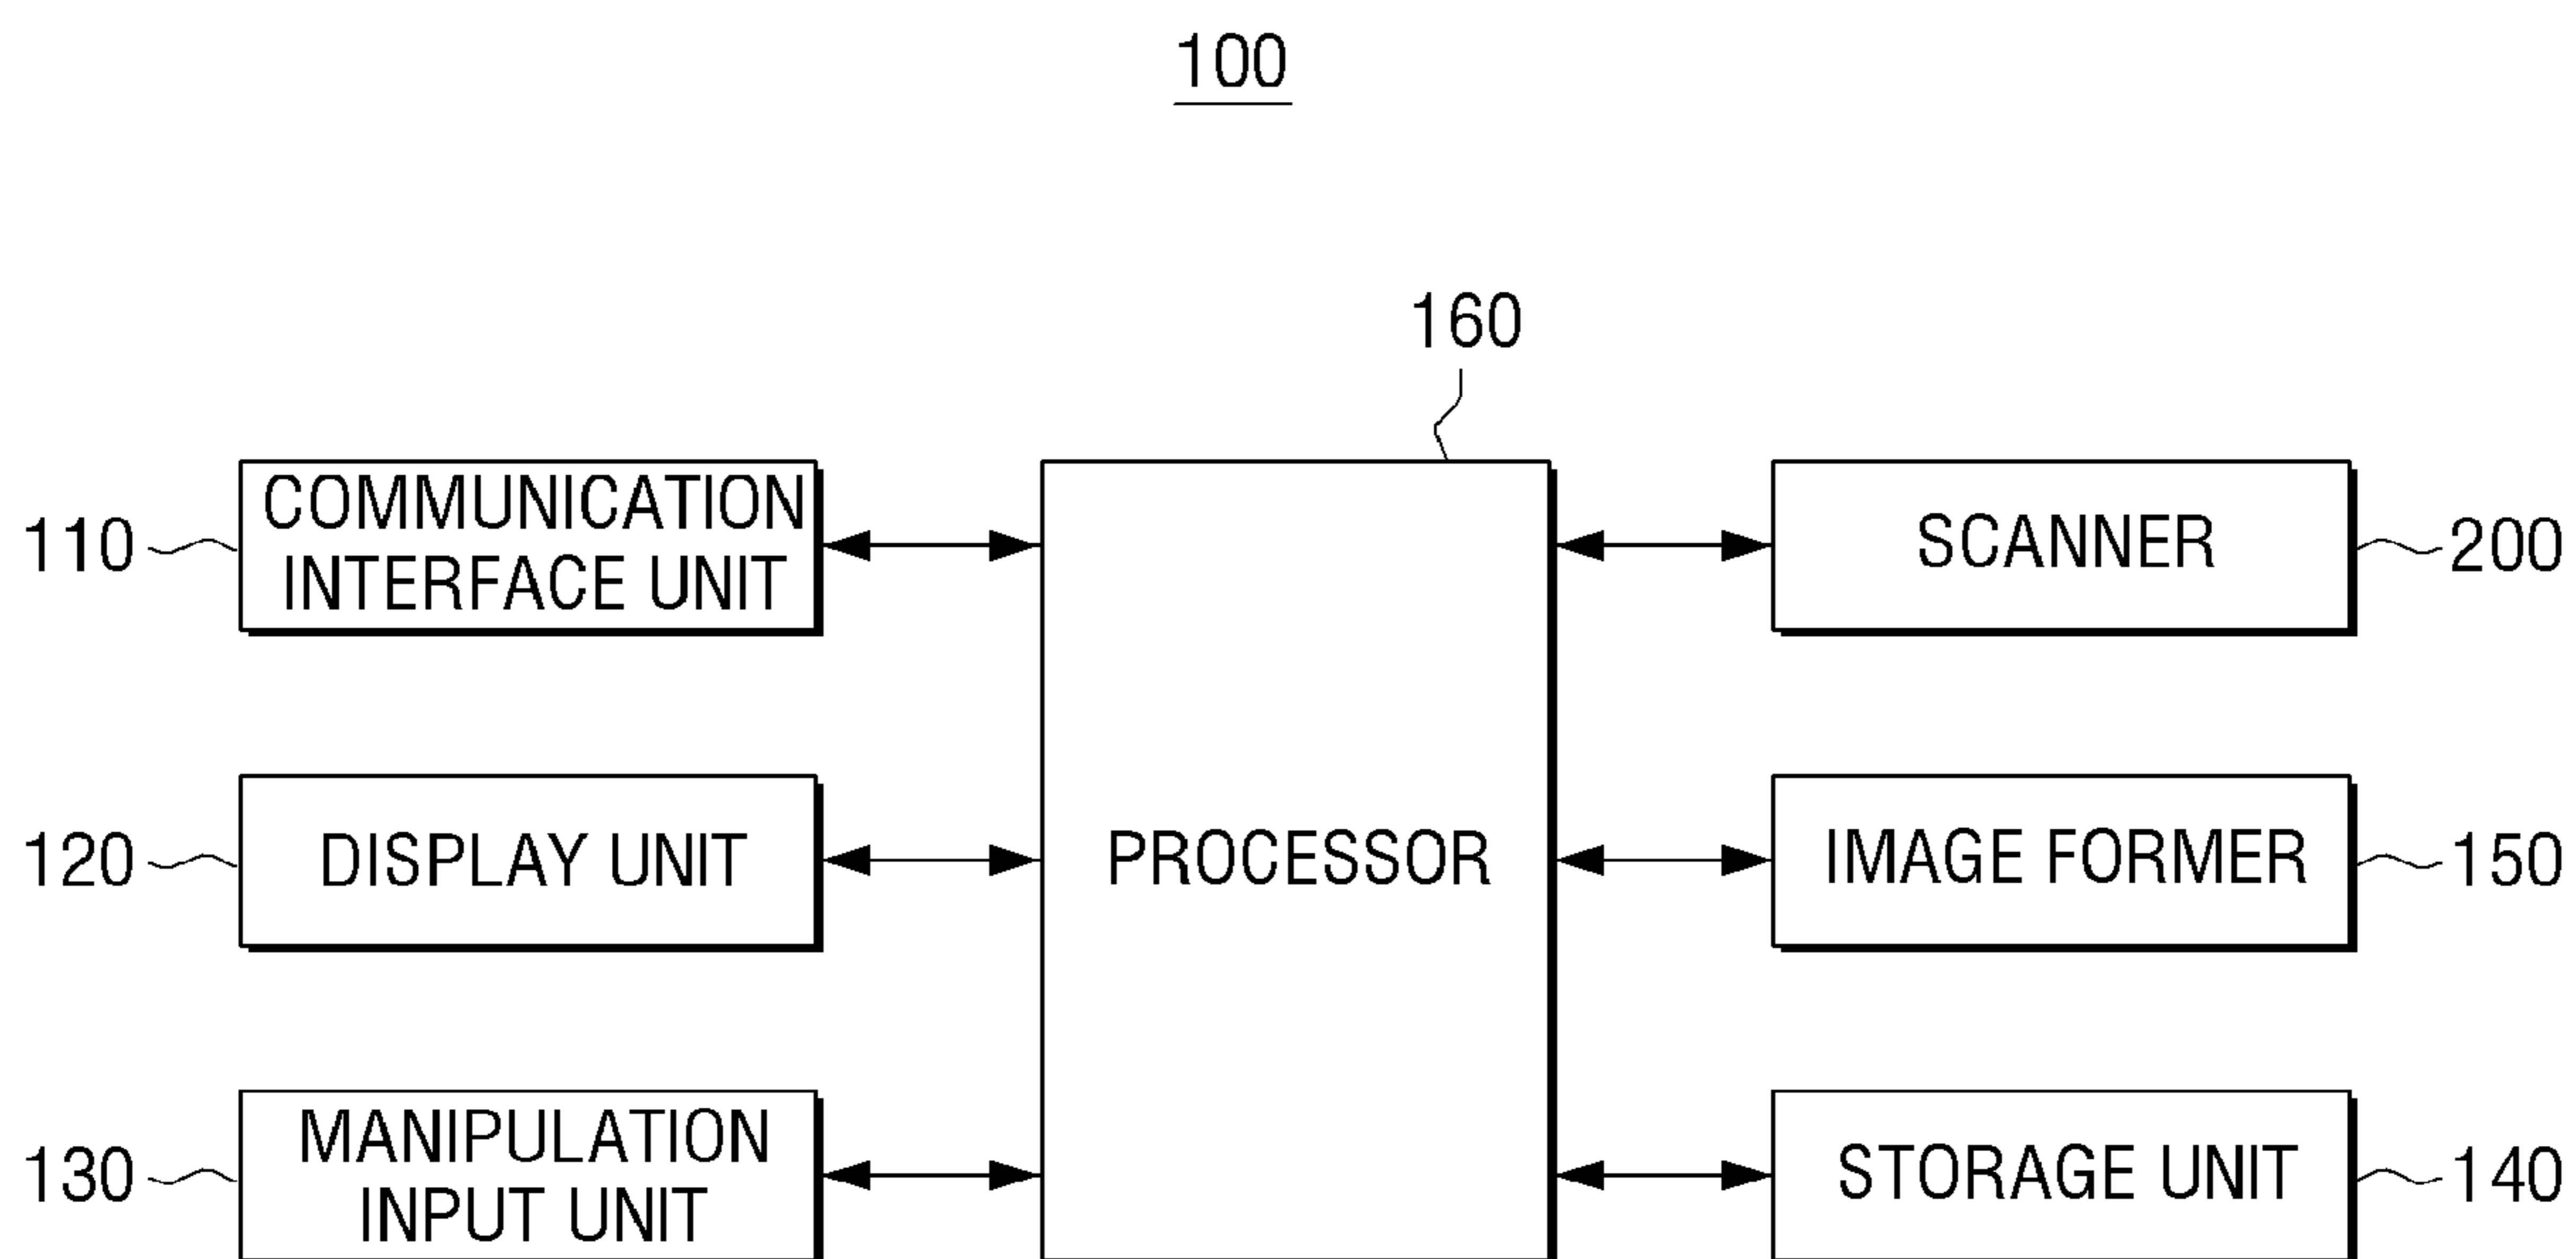 100
160
110
COMMUNICATION
INTERFACE UNIT
SCANNER
200
120
DISPLAY UNIT
PROCESSOR
IMAGE FORMER
150
130
MANIPULATION
INPUT UNIT
STORAGE UNIT
140